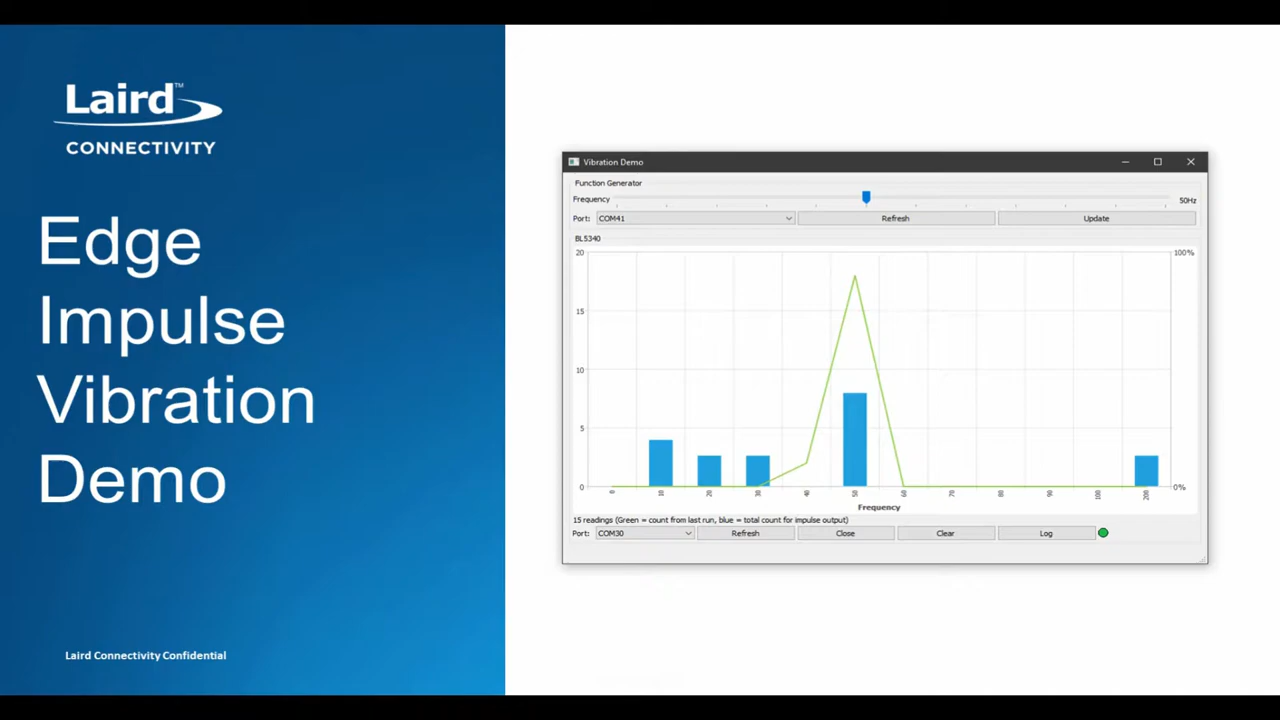 Laird™
CONNECTIVITY
Edge
Impulse
Vibration
Demo
Laird Connectivity Confidential
Vibration Demo
Function Generator
Frequency 50Hz
Port: COM41 Refresh Update
BL5340
20 100%
15
10
5
0 0%
0 10 20 30 40 50 60 70 80 90 100 200
Frequency
15 readings (Green = count from last run, blue = total count for impulse output)
Port: COM30 Refresh Close Clear Log